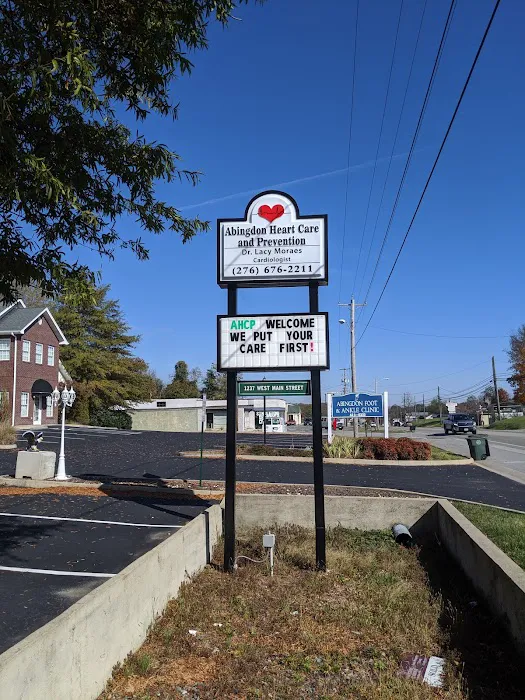 Abingdon Heart Care
and Prevention
Dr. Lacy Moraes
Cardiologist
(276) 676-2211
AHCP WELCOME
WE PUT YOUR
CARE FIRST!
1237 WEST MAIN STREET
ABINGDON FOOT
& ANKLE CLINIC